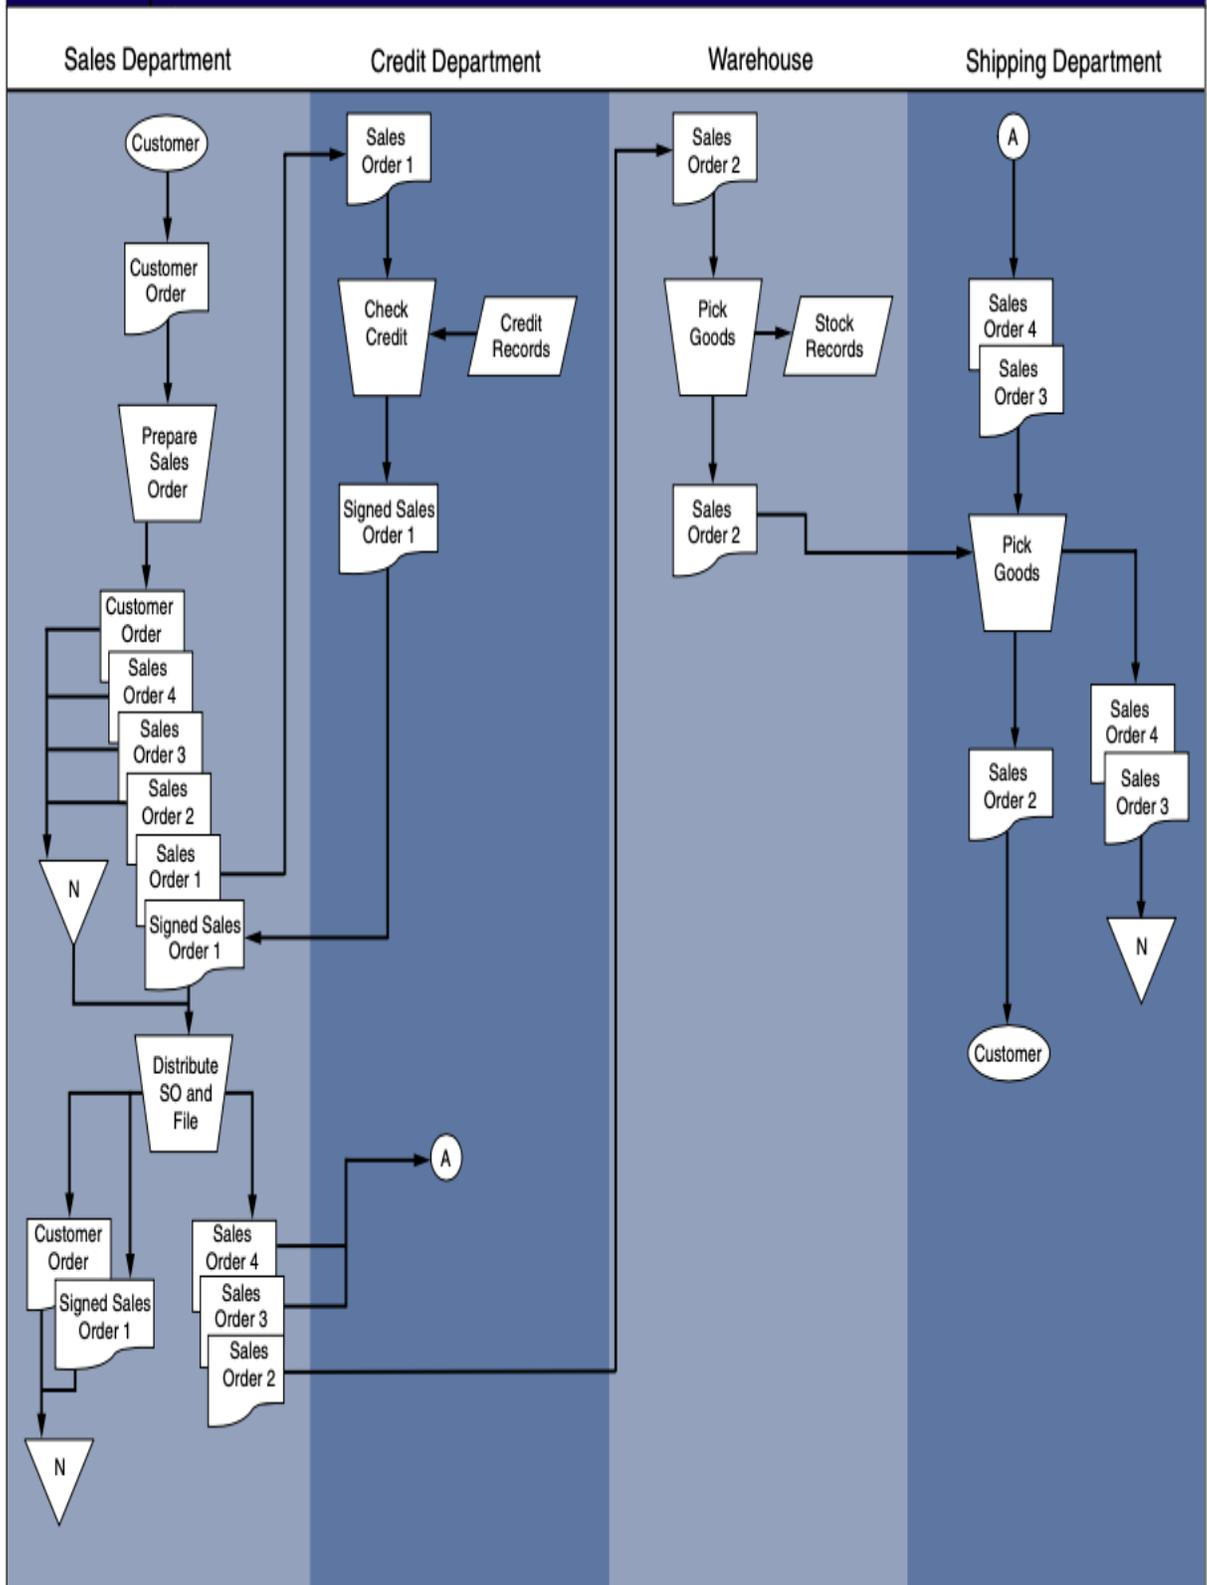 Sales Department
Credit Department
Warehouse
Shipping Department
Customer
Customer
Order
Prepare
Sales
Order
Customer
Order
Sales
Order 4
Sales
Order 3
Sales
Order 2
Sales
Order 1
Signed Sales
Order 1
N
Distribute
SO and
File
Customer
Order
Signed Sales
Order 1
N
Sales
Order 4
Sales
Order 3
Sales
Order 2
Sales
Order 1
Check
Credit
Credit
Records
Signed Sales
Order 1
A
Sales
Order 2
Pick
Goods
Stock
Records
Sales
Order 2
A
Sales
Order 4
Sales
Order 3
Pick
Goods
Sales
Order 2
Sales
Order 4
Sales
Order 3
N
Customer